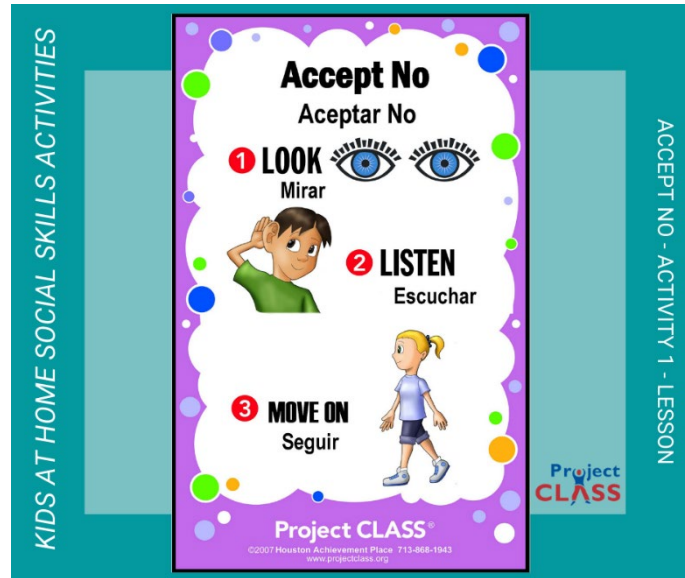 KIDS AT HOME SOCIAL SKILLS ACTIVITIES
Accept No
Aceptar No
1 LOOK
Mirar
2 LISTEN
Escuchar
3 MOVE ON
Seguir
Project CLASS®
©2007 Houston Achievement Place 713-868-1943
www.projectclass.org
ACCEPT NO - ACTIVITY 1 - LESSON
Project
CLASS